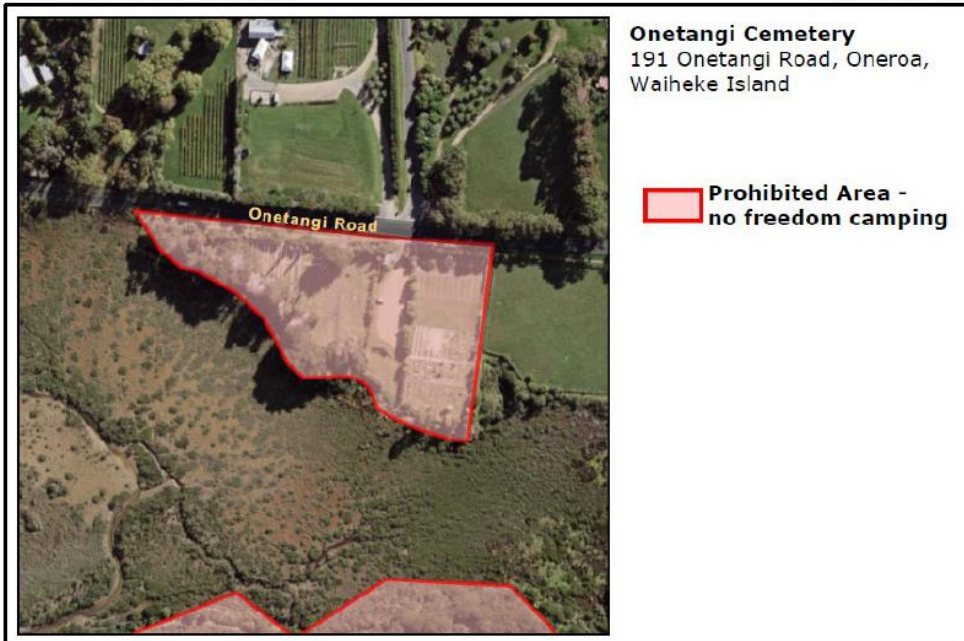 Onetangi Cemetery
191 Onetangi Road, Oneroa,
Waiheke Island
Prohibited Area -
no freedom camping
Onetangi Road